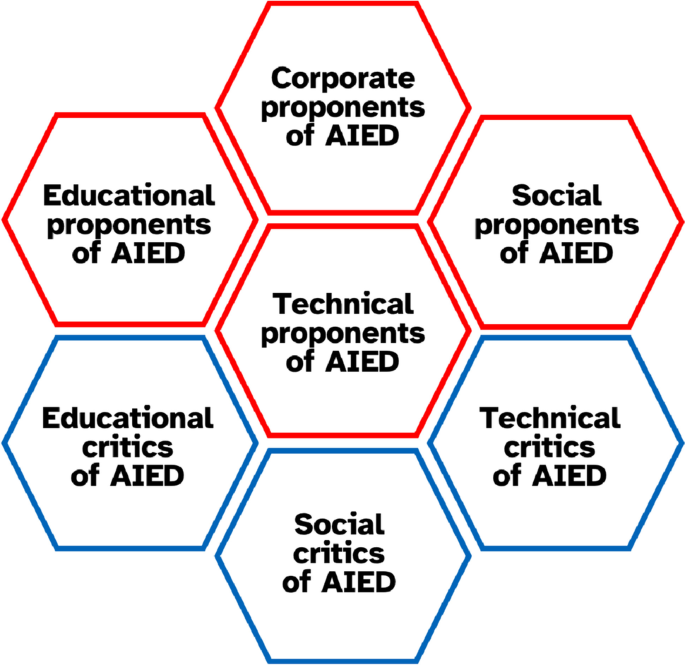 Corporate
proponents
of AIED
Educational
proponents
of AIED
Social
proponents
of AIED
Technical
proponents
of AIED
Educational
critics
of AIED
Technical
critics
of AIED
Social
critics
of AIED